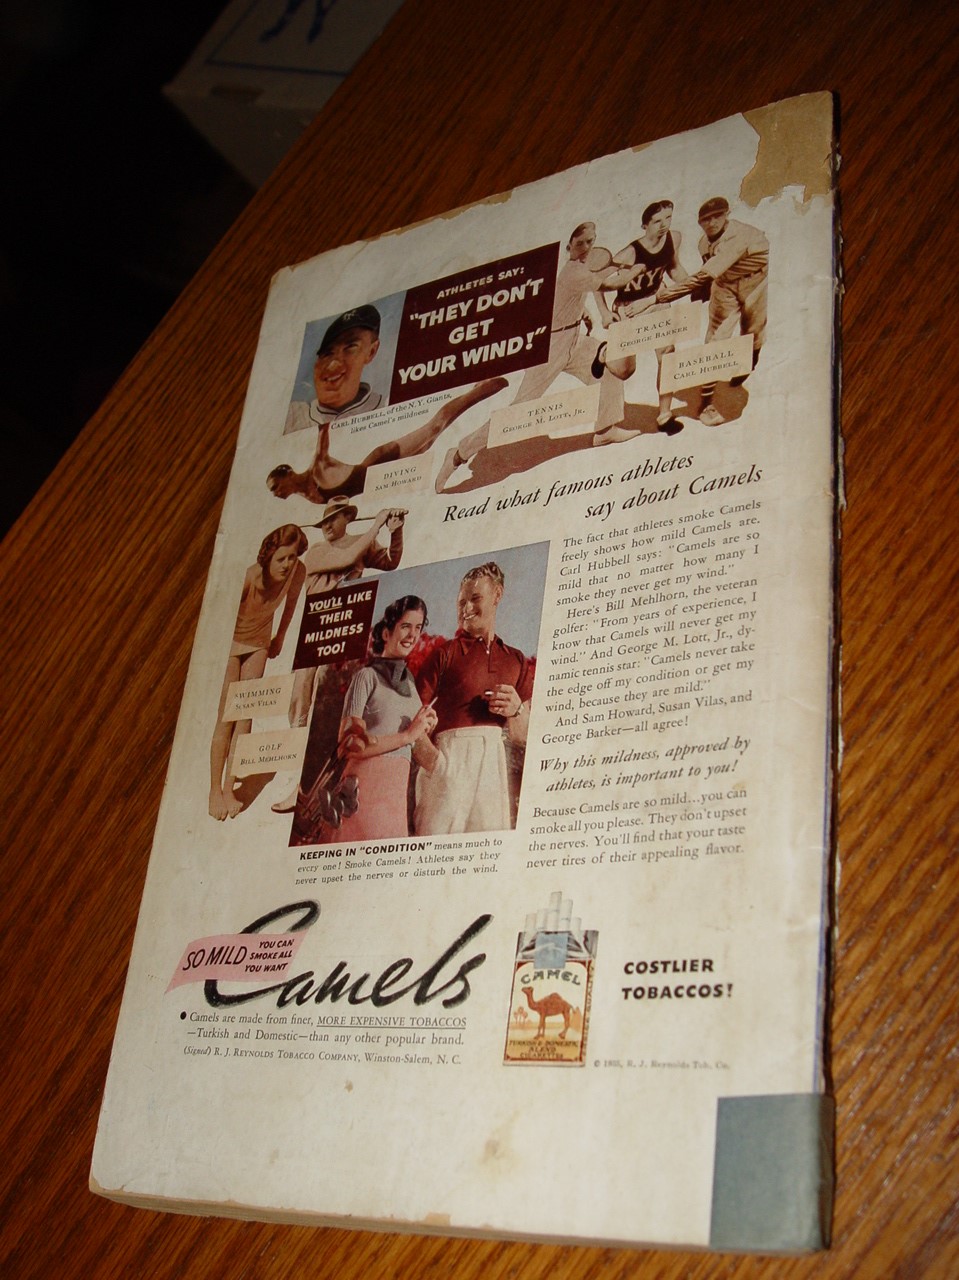 ATHLETES SAY:
"THEY DON'T
GET
YOUR WIND!"
CARL HUBBELL, of the N.Y. Giants,
likes Camel's mildness
NY
TRACK
GEORGE BARKER
BASEBALL
CARL HUBBELL
TENNIS
GEORGE M. LOTT, JR.
DIVING
SAM HOWARD
Read what famous athletes
say about Camels
The fact that athletes smoke Camels
freely shows how mild Camels are.
Carl Hubbell says: "Camels are so
mild that no matter how many I
smoke they never get my wind."
Here's Bill Mehlhorn, the veteran
golfer: "From years of experience, I
know that Camels will never get my
wind." And George M. Lott, Jr., dy-
namic tennis star: "Camels never take
the edge off my condition or get my
wind, because they are mild."
And Sam Howard, Susan Vilas, and
George Barker—all agree!
Why this mildness, approved by
athletes, is important to you!
Because Camels are so mild...you can
smoke all you please. They don't upset
the nerves. You'll find that your taste
never tires of their appealing flavor.
YOU'LL LIKE
THEIR
MILDNESS
TOO!
SWIMMING
SUSAN VILAS
GOLF
BILL MEHLHORN
KEEPING IN "CONDITION" means much to
every one! Smoke Camels! Athletes say they
never upset the nerves or disturb the wind.
SO MILD YOU CAN
SMOKE ALL
YOU WANT
Camels
● Camels are made from finer, MORE EXPENSIVE TOBACCOS
—Turkish and Domestic—than any other popular brand.
(Signed) R. J. REYNOLDS TOBACCO COMPANY, Winston-Salem, N. C.
CAMEL
TURKISH & DOMESTIC
BLEND
CIGARETTES
COSTLIER
TOBACCOS!
© 1935, R. J. Reynolds Tob. Co.